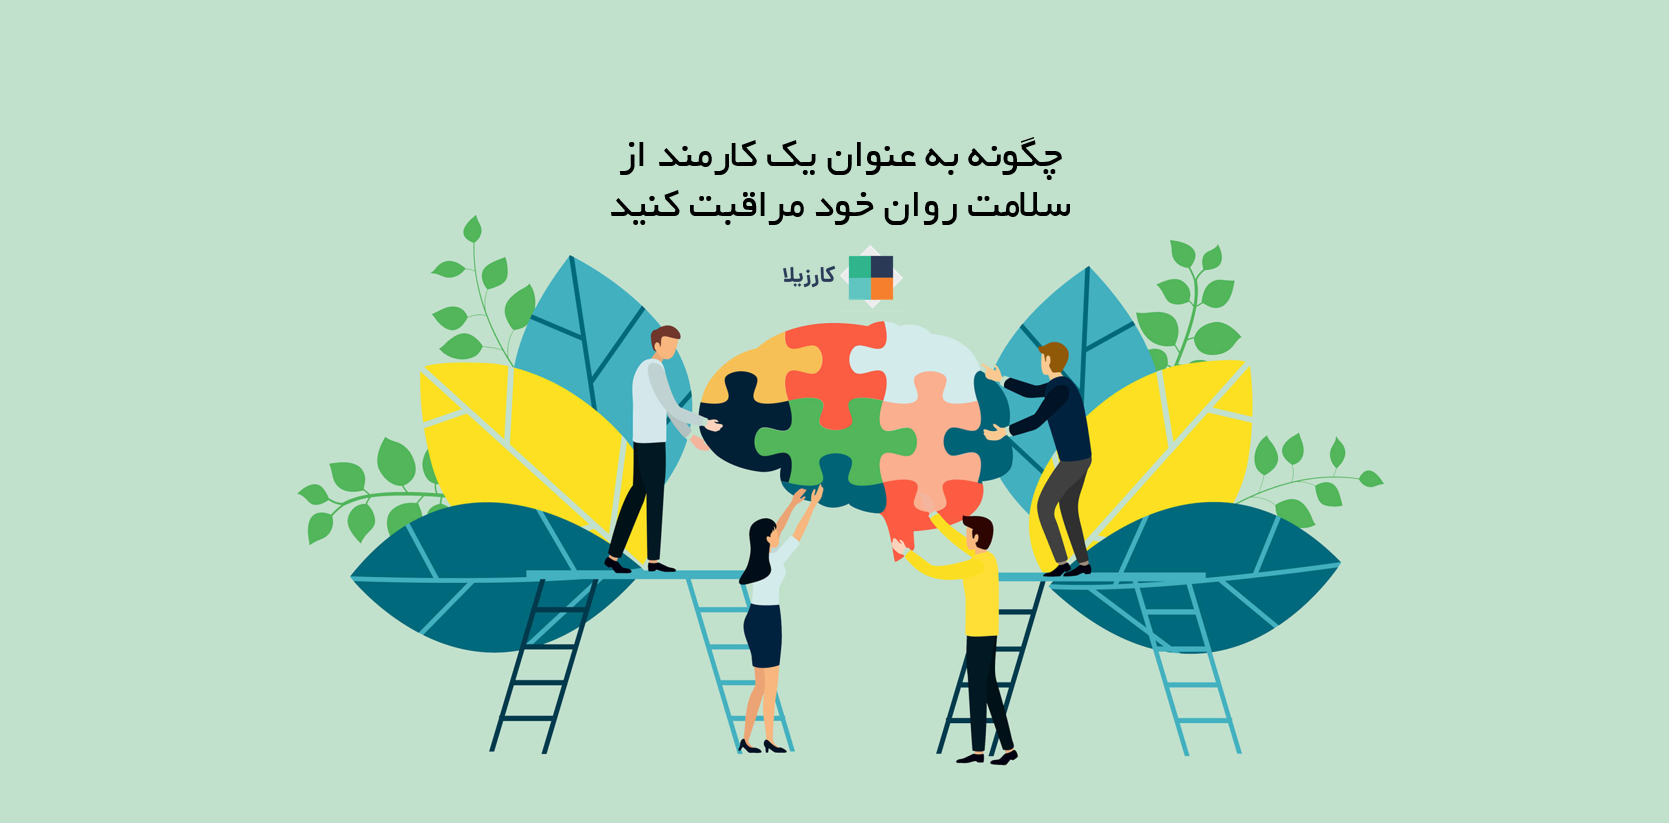 چگونه به عنوان یک کارمند از
سلامت روان خود مراقبت کنید
کارزیلا